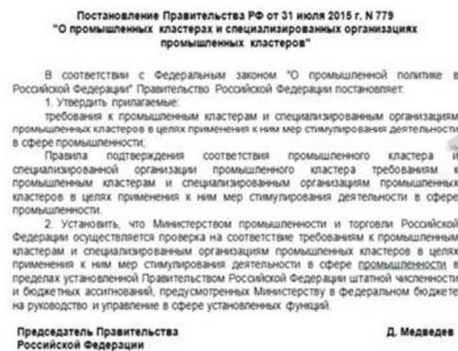 Постановление Правительства РФ от 31 июля 2015 г. N 779
"О промышленных кластерах и специализированных организациях
промышленных кластеров"
В соответствии с Федеральным законом "О промышленной политике в
Российской Федерации" Правительство Российской Федерации постановляет:
1. Утвердить прилагаемые:
требования к промышленным кластерам и специализированным организациям
промышленных кластеров в целях применения к ним мер стимулирования деятельности
в сфере промышленности;
Правила подтверждения соответствия промышленного кластера и
специализированной организации промышленного кластера требованиям к
промышленным кластерам и специализированным организациям промышленных
кластеров в целях применения к ним мер стимулирования деятельности в сфере
промышленности.
2. Установить, что Министерством промышленности и торговли Российской
Федерации осуществляется проверка на соответствие требованиям к промышленным
кластерам и специализированным организациям промышленных кластеров в целях
применения к ним мер стимулирования деятельности в сфере промышленности в
пределах установленной Правительством Российской Федерации штатной численности
и бюджетных ассигнований, предусмотренных Министерству в федеральном бюджете
на руководство и управление в сфере установленных функций.
Председатель Правительства
Российской Федерации
Д. Медведев